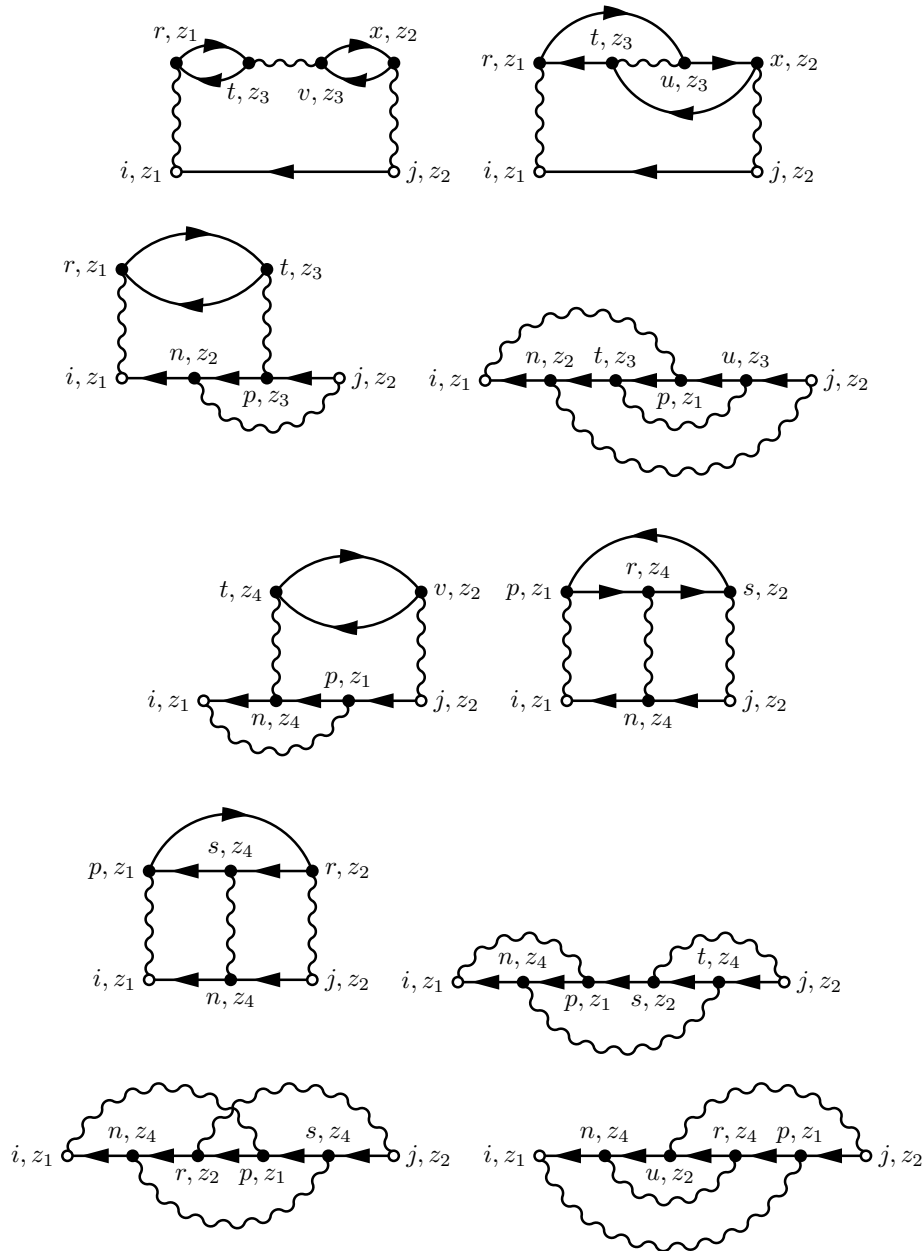 r, z₁ x, z₂
t, z₃ v, z₃
i, z₁ j, z₂
t, z₃
r, z₁ x, z₂
u, z₃
i, z₁ j, z₂
r, z₁ t, z₃
n, z₂
i, z₁ j, z₂
p, z₃
n, z₂ t, z₃ u, z₃
i, z₁ j, z₂
p, z₁
t, z₄ v, z₂
p, z₁
i, z₁ j, z₂
n, z₄
r, z₄
p, z₁ s, z₂
i, z₁ j, z₂
n, z₄
s, z₄
p, z₁ r, z₂
i, z₁ j, z₂
n, z₄
n, z₄ t, z₄
i, z₁ j, z₂
p, z₁ s, z₂
n, z₄ s, z₄
i, z₁ j, z₂
r, z₂ p, z₁
n, z₄ r, z₄ p, z₁
i, z₁ j, z₂
u, z₂